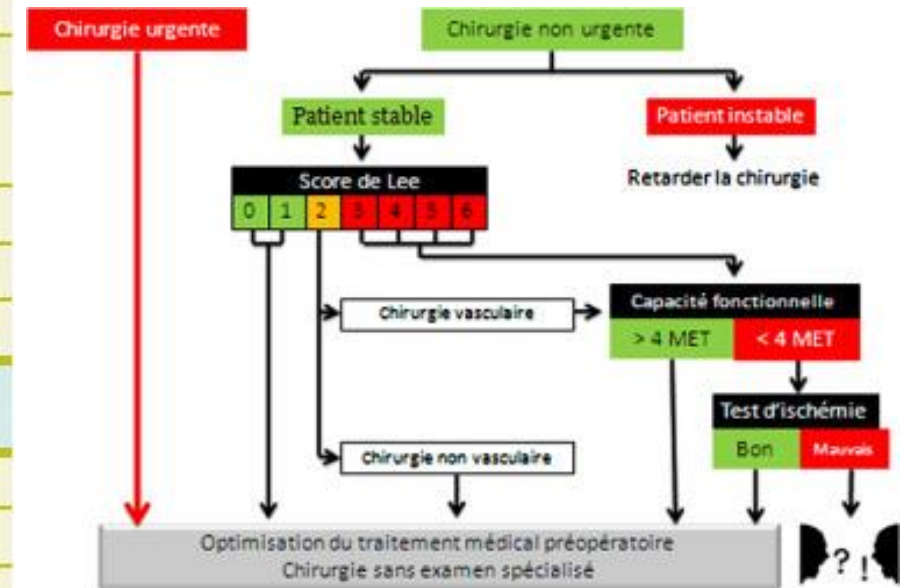 Chirurgie urgente
Chirurgie non urgente
Patient stable
Patient instable
Retarder la chirurgie
Score de Lee
0 1 2 3 4 5 6
Capacité fonctionnelle
> 4 MET < 4 MET
Chirurgie vasculaire
Test d'ischémie
Bon Mauvais
Chirurgie non vasculaire
Optimisation du traitement médical préopératoire
Chirurgie sans examen spécialisé
? !